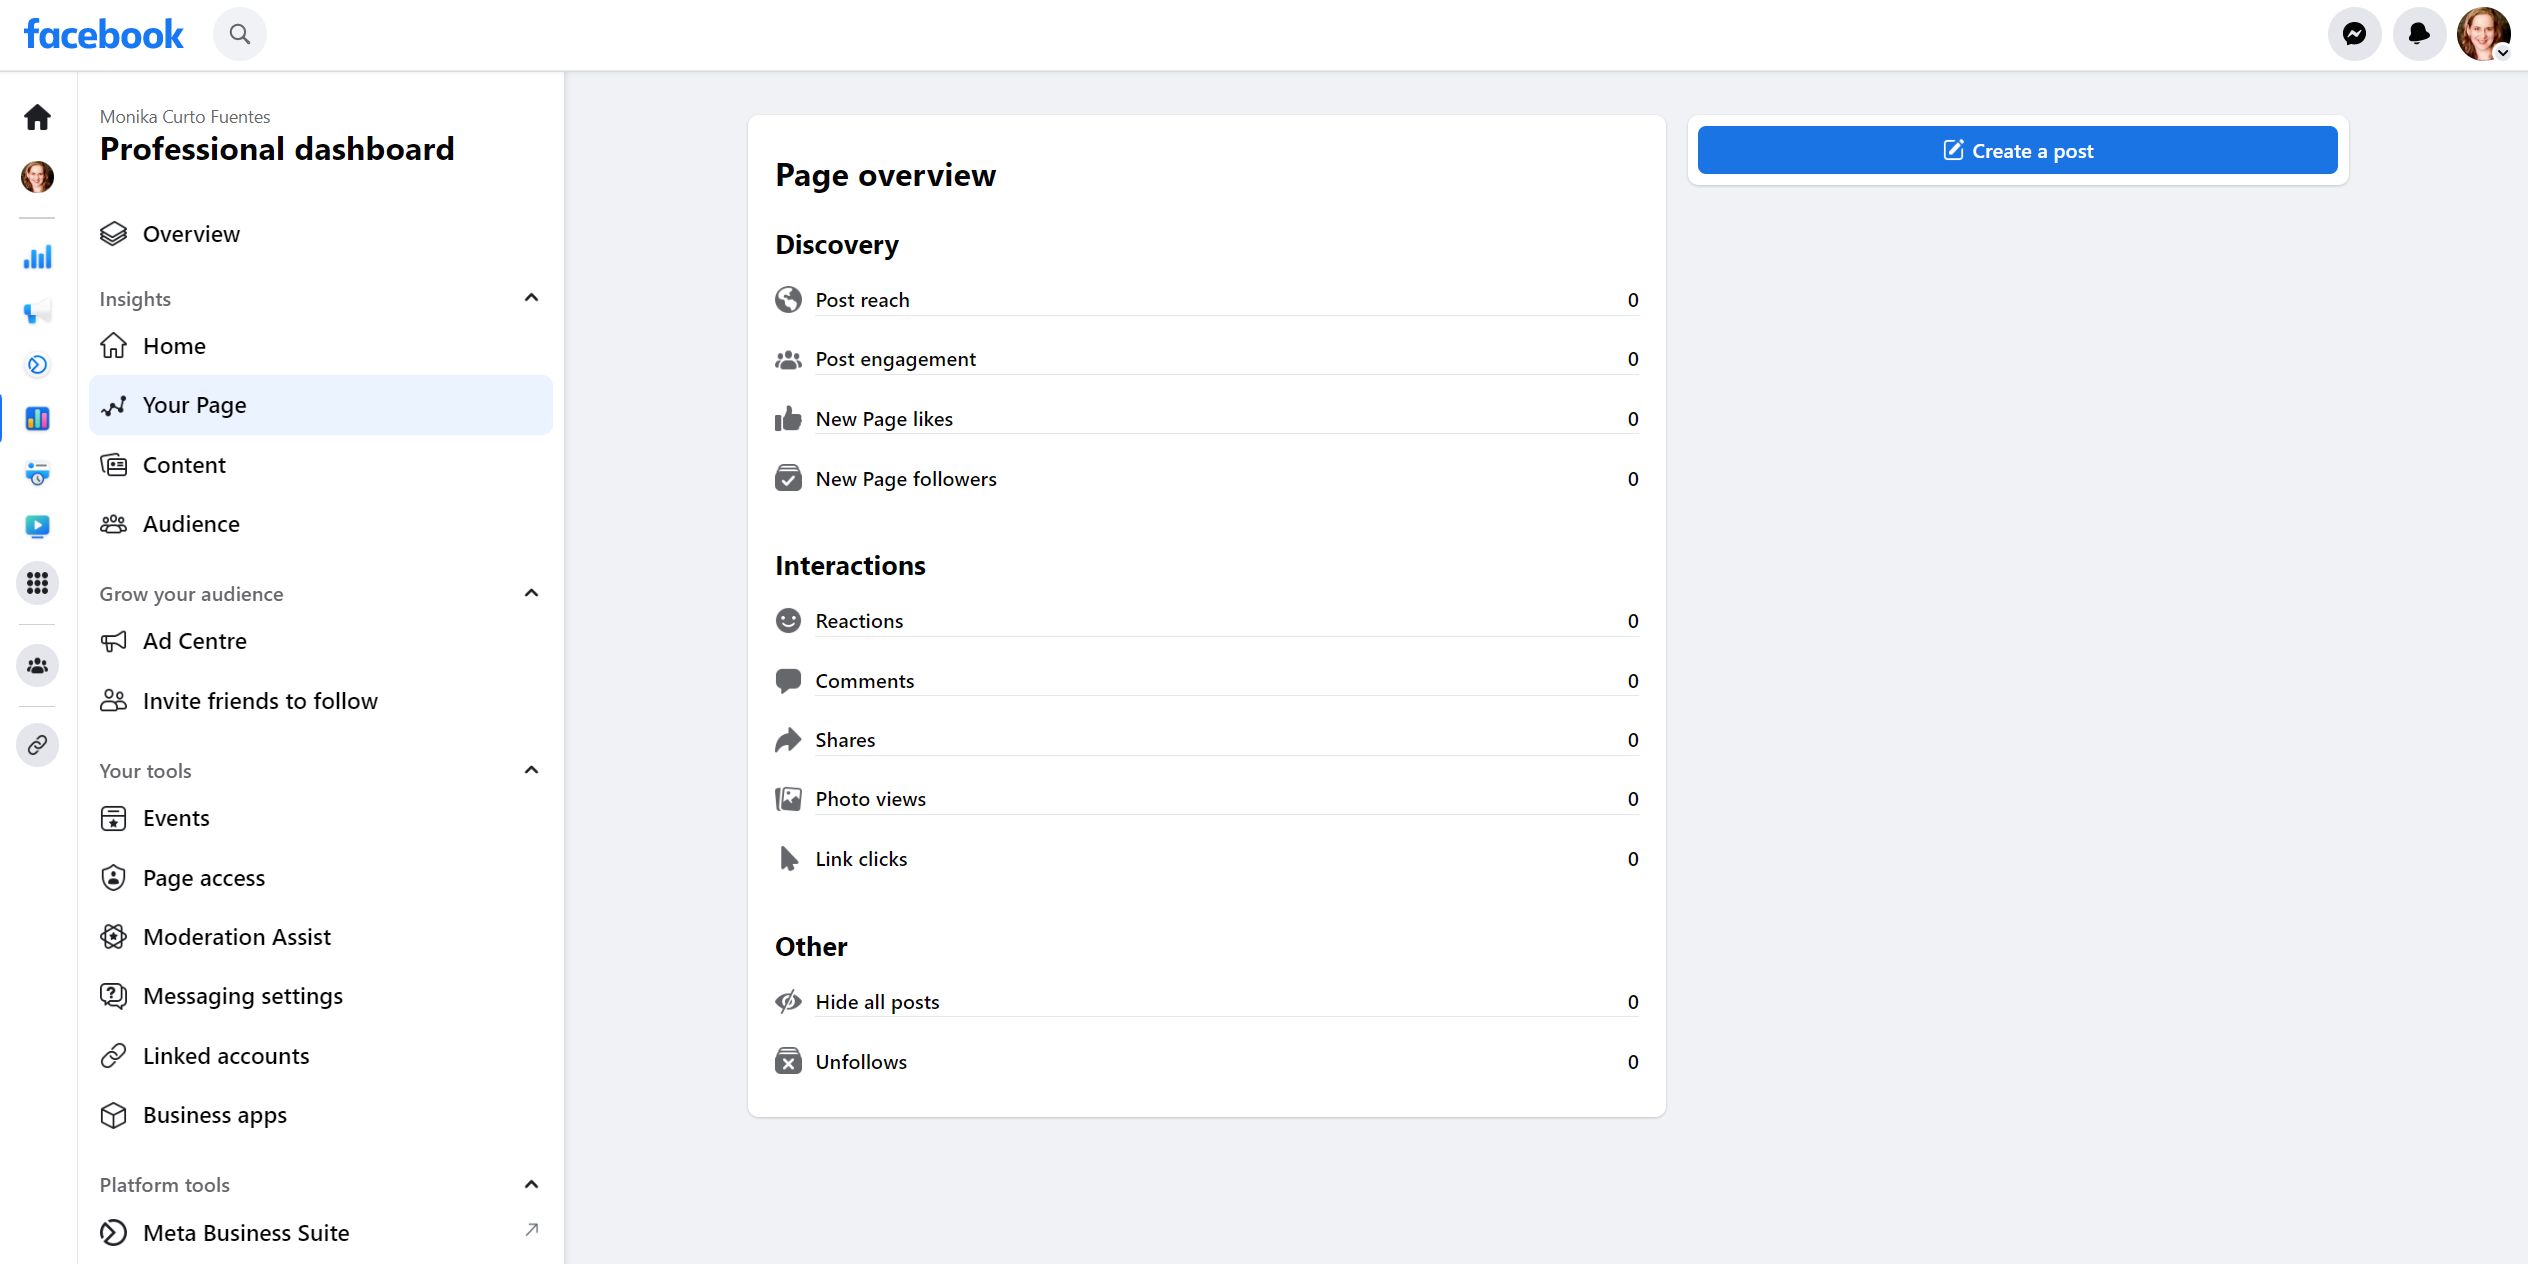 facebook
Monika Curto Fuentes
Professional dashboard
Overview
Insights
Home
Your Page
Content
Audience
Grow your audience
Ad Centre
Invite friends to follow
Your tools
Events
Page access
Moderation Assist
Messaging settings
Linked accounts
Business apps
Platform tools
Meta Business Suite
Page overview
Discovery
Post reach 0
Post engagement 0
New Page likes 0
New Page followers 0
Interactions
Reactions 0
Comments 0
Shares 0
Photo views 0
Link clicks 0
Other
Hide all posts 0
Unfollows 0
Create a post